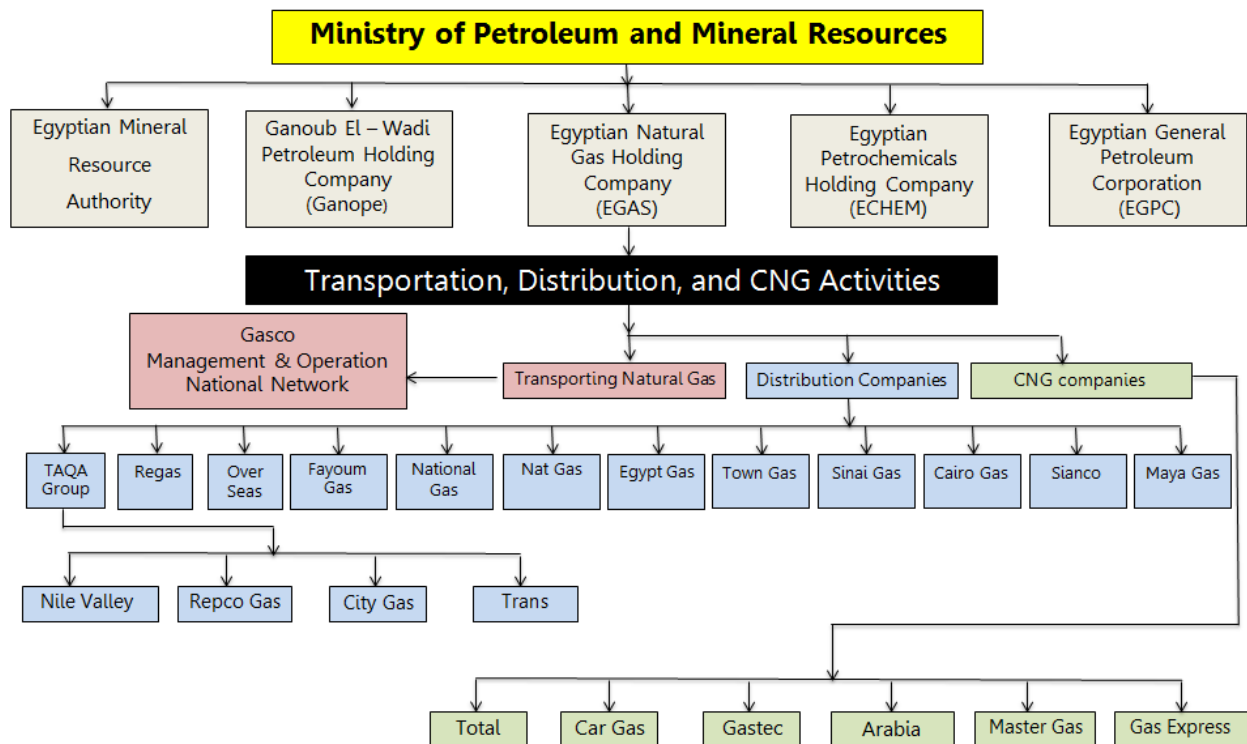 Ministry of Petroleum and Mineral Resources
Egyptian Mineral
Resource
Authority
Ganoub El – Wadi
Petroleum Holding
Company
(Ganope)
Egyptian Natural
Gas Holding
Company
(EGAS)
Egyptian
Petrochemicals
Holding Company
(ECHEM)
Egyptian General
Petroleum
Corporation
(EGPC)
Transportation, Distribution, and CNG Activities
Gasco
Management & Operation
National Network
Transporting Natural Gas
Distribution Companies
CNG companies
TAQA
Group
Regas
Over
Seas
Fayoum
Gas
National
Gas
Nat Gas
Egypt Gas
Town Gas
Sinai Gas
Cairo Gas
Sianco
Maya Gas
Nile Valley
Repco Gas
City Gas
Trans
Total
Car Gas
Gastec
Arabia
Master Gas
Gas Express